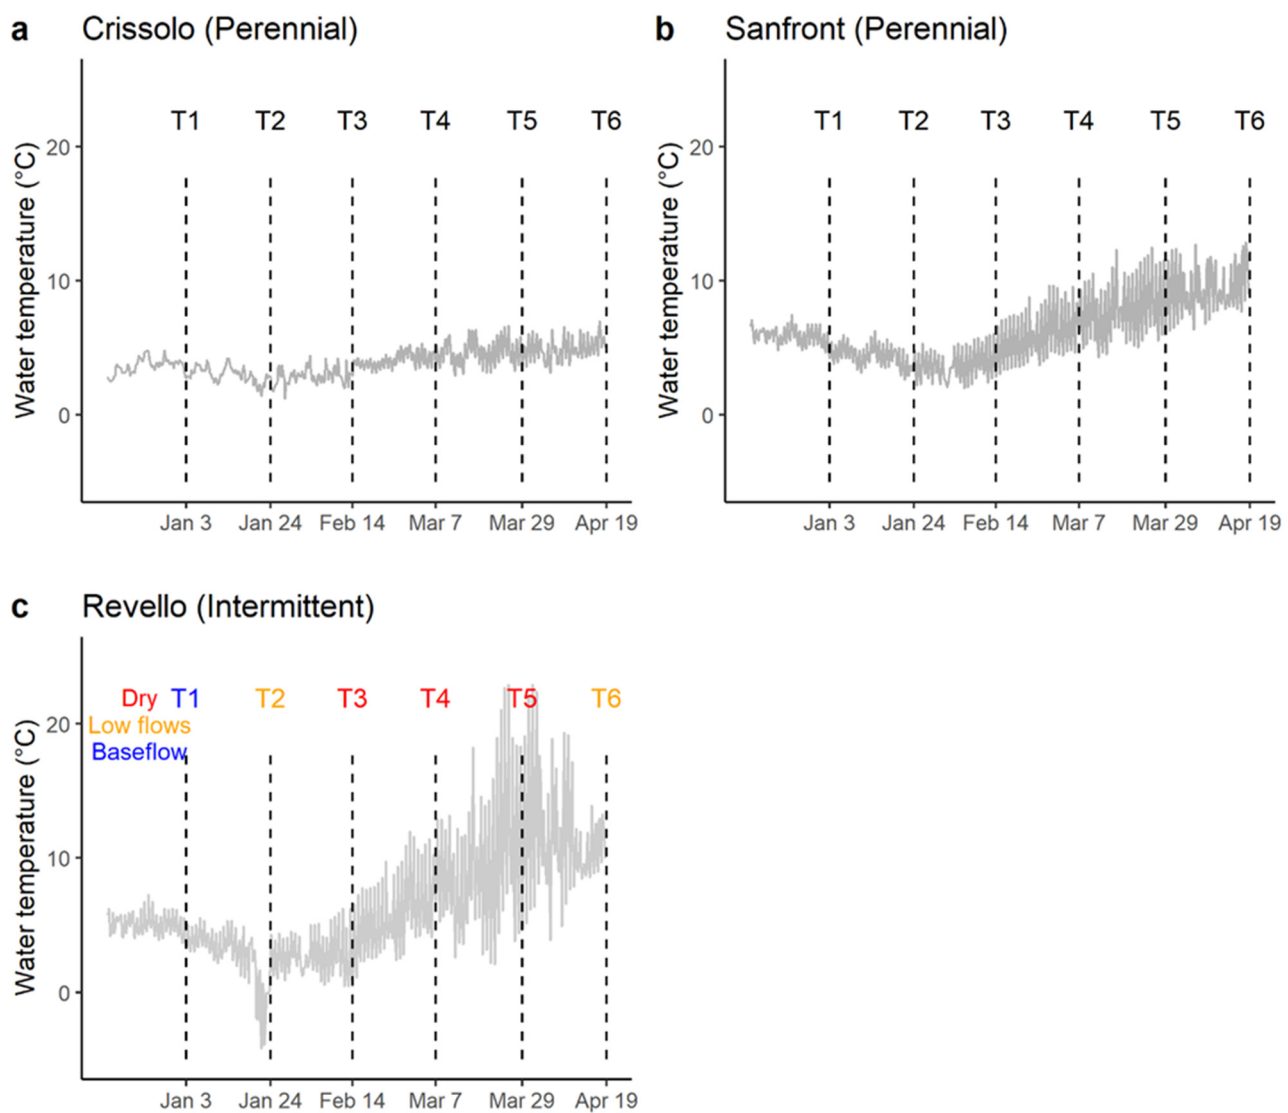 a Crissolo (Perennial)
T1 T2 T3 T4 T5 T6
Water temperature (°C)
20
10
0
Jan 3 Jan 24 Feb 14 Mar 7 Mar 29 Apr 19
b Sanfront (Perennial)
T1 T2 T3 T4 T5 T6
Water temperature (°C)
20
10
0
Jan 3 Jan 24 Feb 14 Mar 7 Mar 29 Apr 19
c Revello (Intermittent)
Dry T1 T2 T3 T4 T5 T6
Low flows
Baseflow
Water temperature (°C)
20
10
0
Jan 3 Jan 24 Feb 14 Mar 7 Mar 29 Apr 19